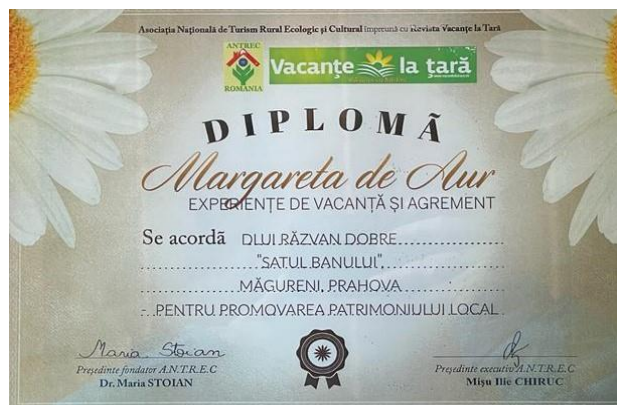 Asociația Națională de Turism Rural Ecologic și Cultural împreună cu Revista Vacanțe la Țară
ANTREC
ROMANIA
Vacanțe la țară
DIPLOMĂ
Margareta de Aur
EXPERIENȚE DE VACANȚĂ ȘI AGREMENT
Se acordă DLUI RĂZVAN DOBRE
"SATUL BANULUI",
MĂGURENI, PRAHOVA
PENTRU PROMOVAREA PATRIMONIULUI LOCAL
Maria Stoian
Președinte fondator A.N.T.R.E.C
Dr. Maria STOIAN
Președinte executiv A.N.T.R.E.C
Mișu Ilie CHIRUC